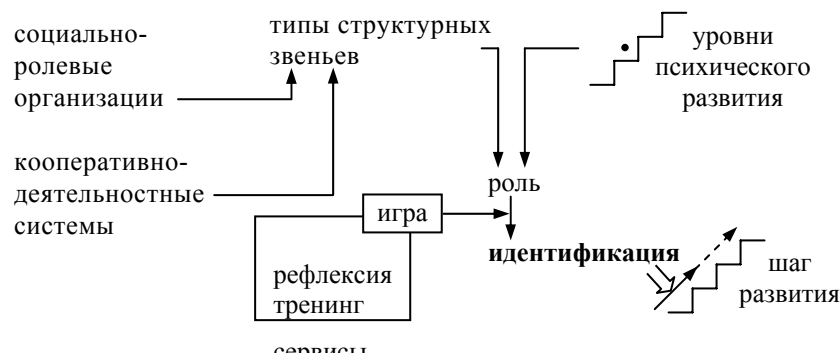 социально-
ролевые
организации
типы структурных
звеньев
уровни
психического
развития
кооперативно-
деятельностные
системы
роль
игра
идентификация
рефлексия
тренинг
сервисы
шаг
развития